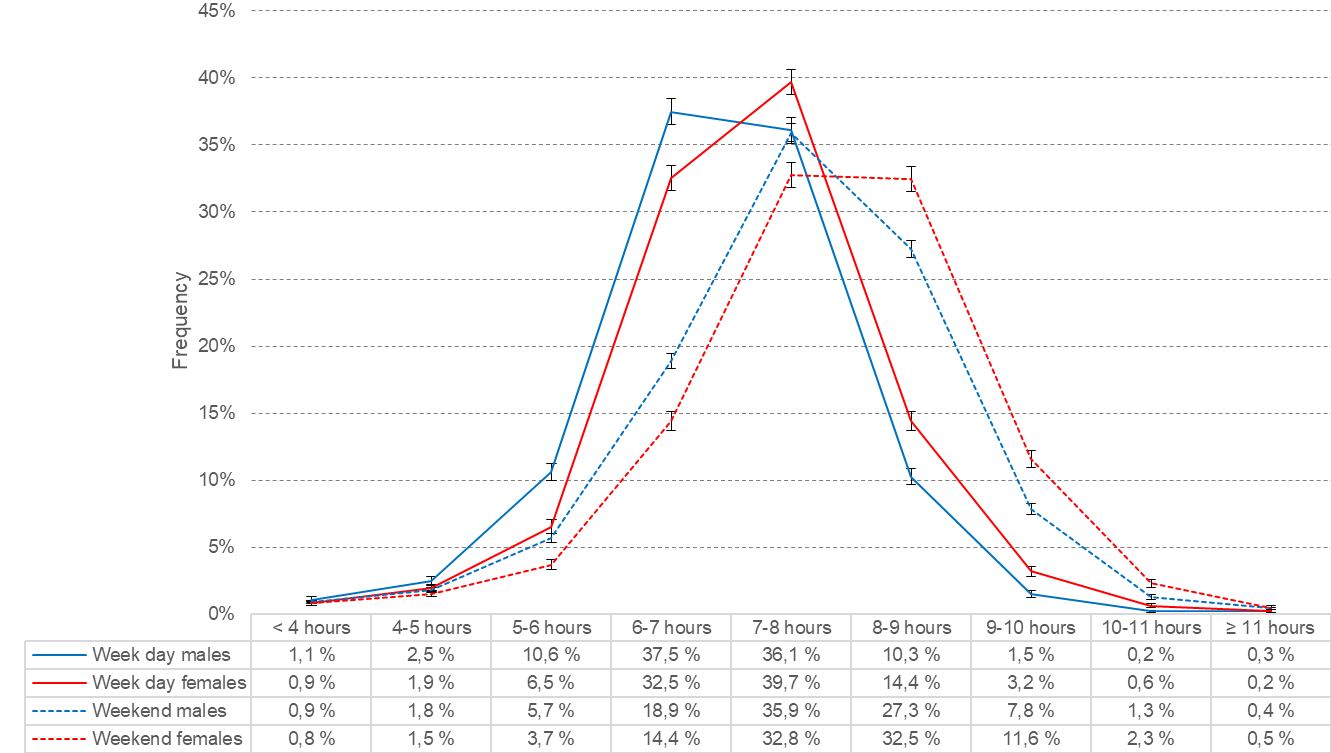 45%
40%
35%
30%
25%
20%
15%
10%
5%
0%
Frequency
< 4 hours 4-5 hours 5-6 hours 6-7 hours 7-8 hours 8-9 hours 9-10 hours 10-11 hours ≥ 11 hours
Week day males 1,1 % 2,5 % 10,6 % 37,5 % 36,1 % 10,3 % 1,5 % 0,2 % 0,3 %
Week day females 0,9 % 1,9 % 6,5 % 32,5 % 39,7 % 14,4 % 3,2 % 0,6 % 0,2 %
Weekend males 0,9 % 1,8 % 5,7 % 18,9 % 35,9 % 27,3 % 7,8 % 1,3 % 0,4 %
Weekend females 0,8 % 1,5 % 3,7 % 14,4 % 32,8 % 32,5 % 11,6 % 2,3 % 0,5 %